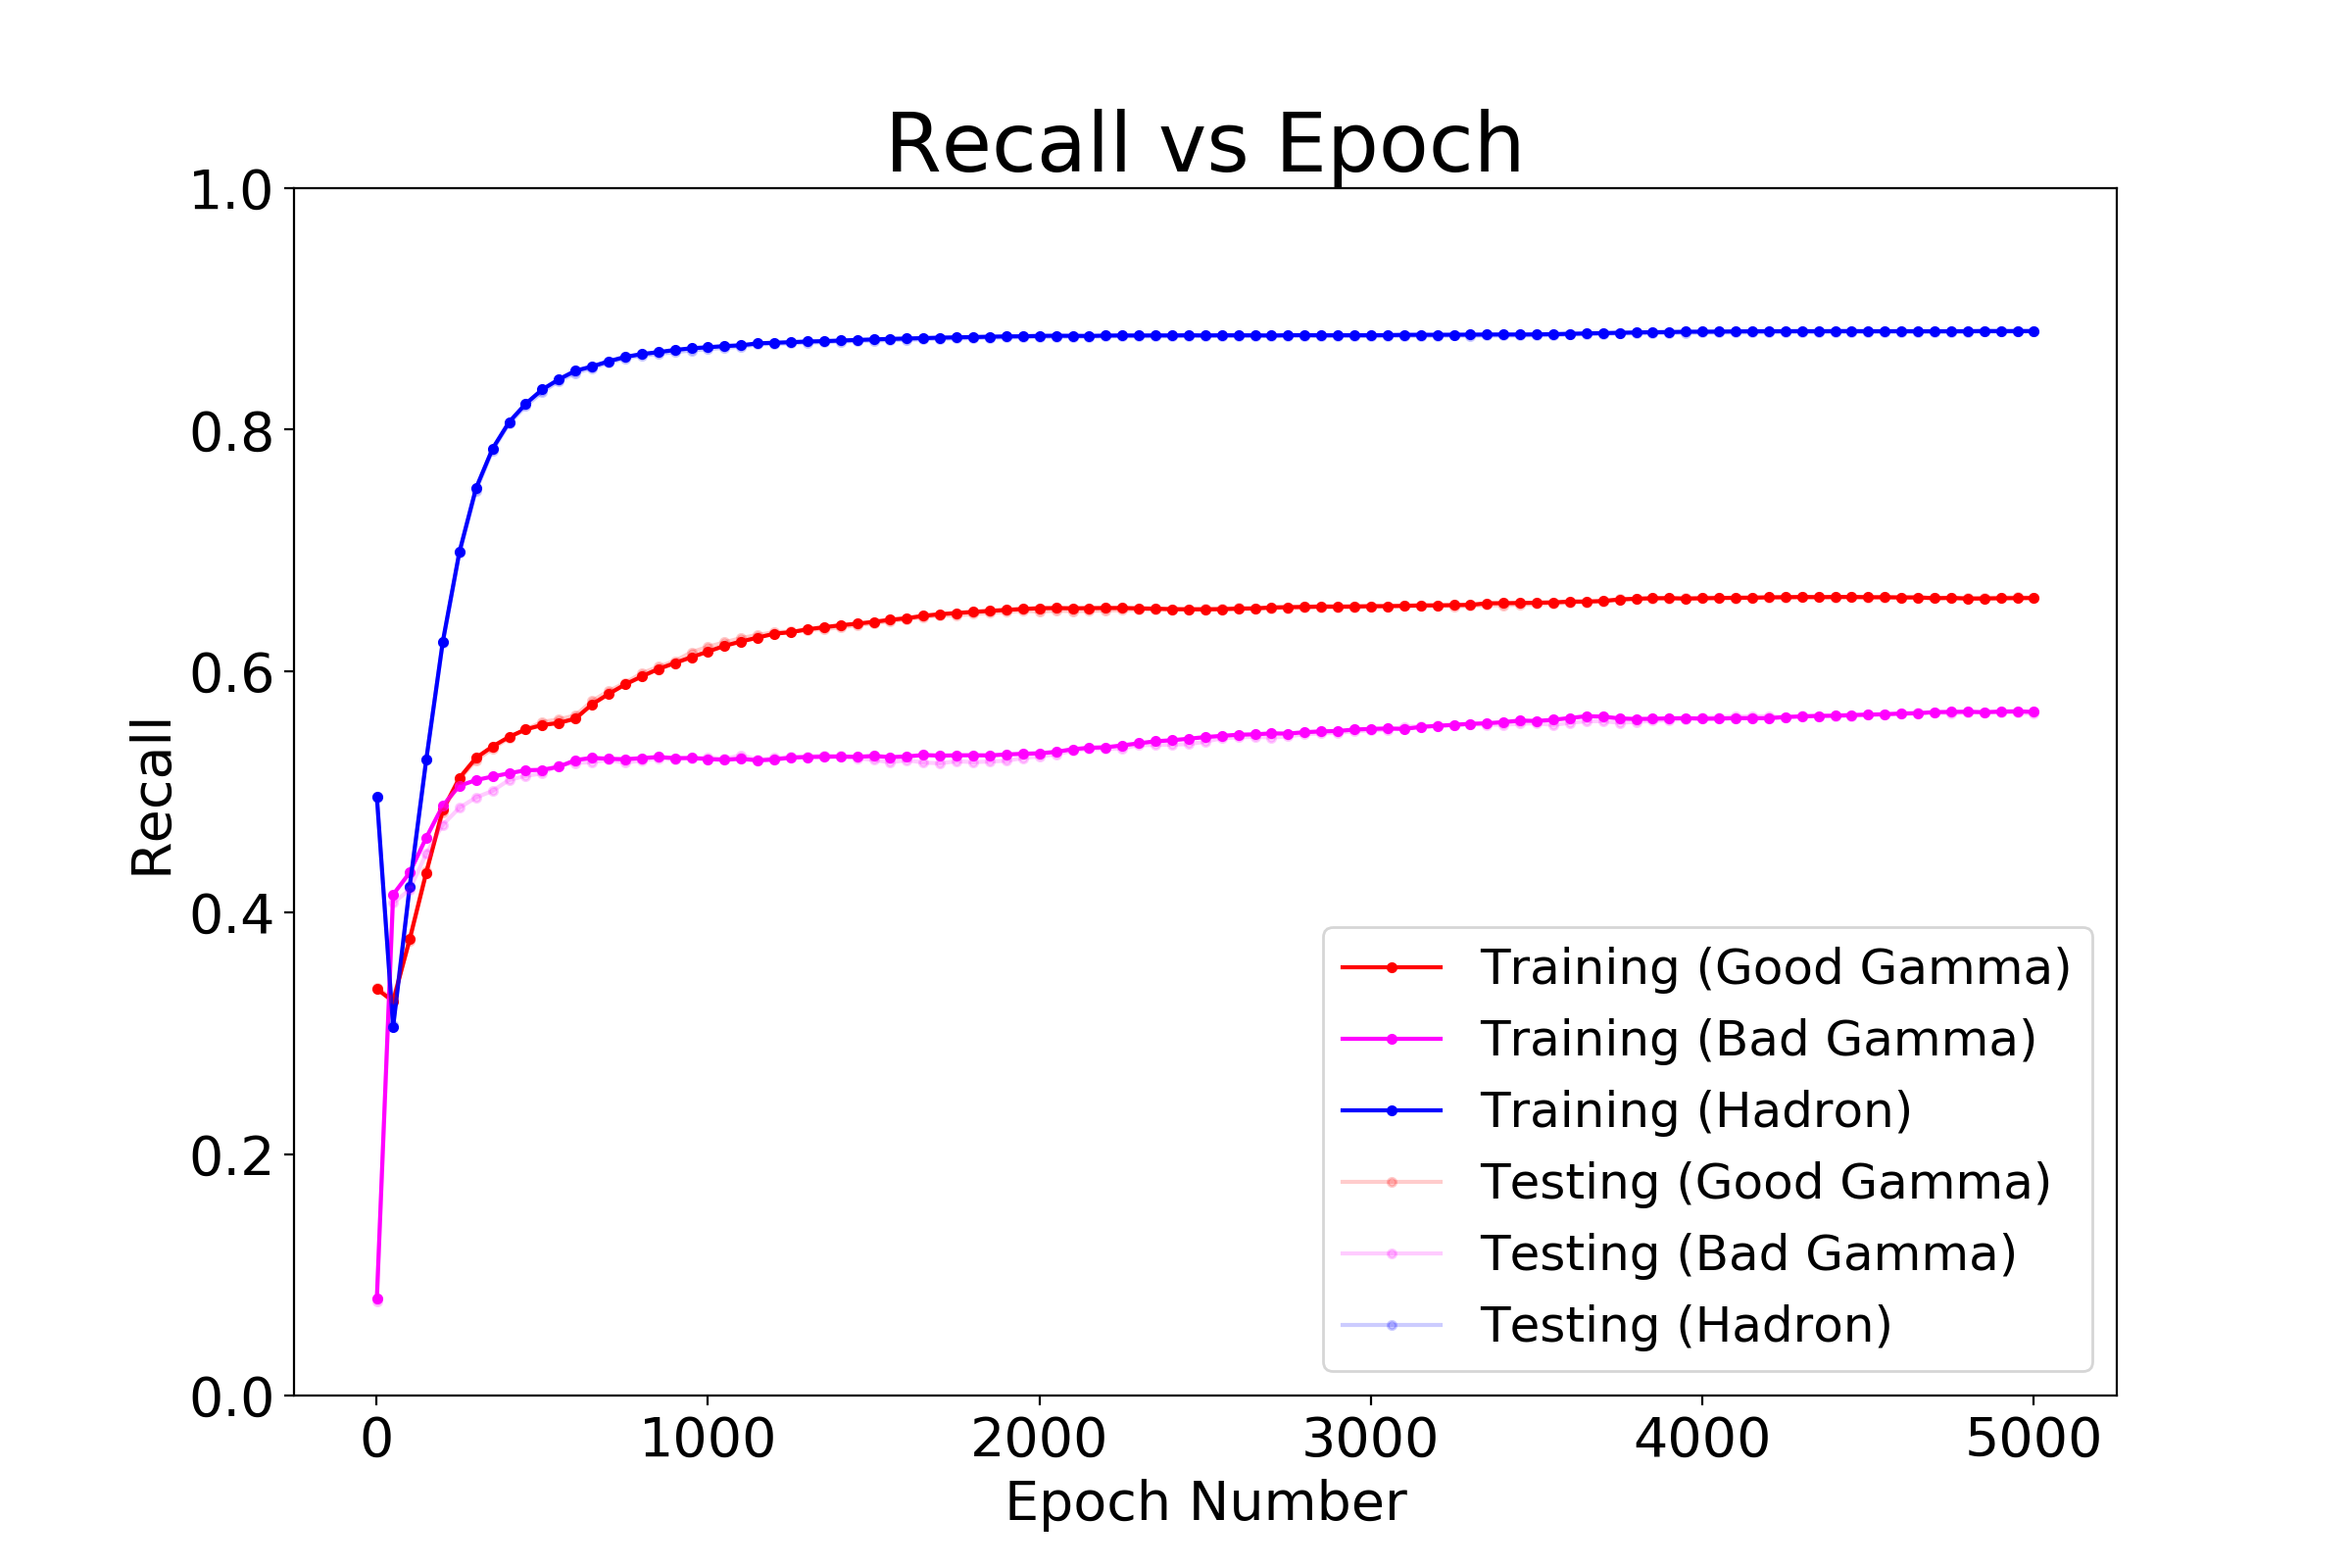 Recall vs Epoch
1.0
0.8
0.6
0.4
0.2
0.0
Recall
0 1000 2000 3000 4000 5000
Epoch Number
Training (Good Gamma)
Training (Bad Gamma)
Training (Hadron)
Testing (Good Gamma)
Testing (Bad Gamma)
Testing (Hadron)